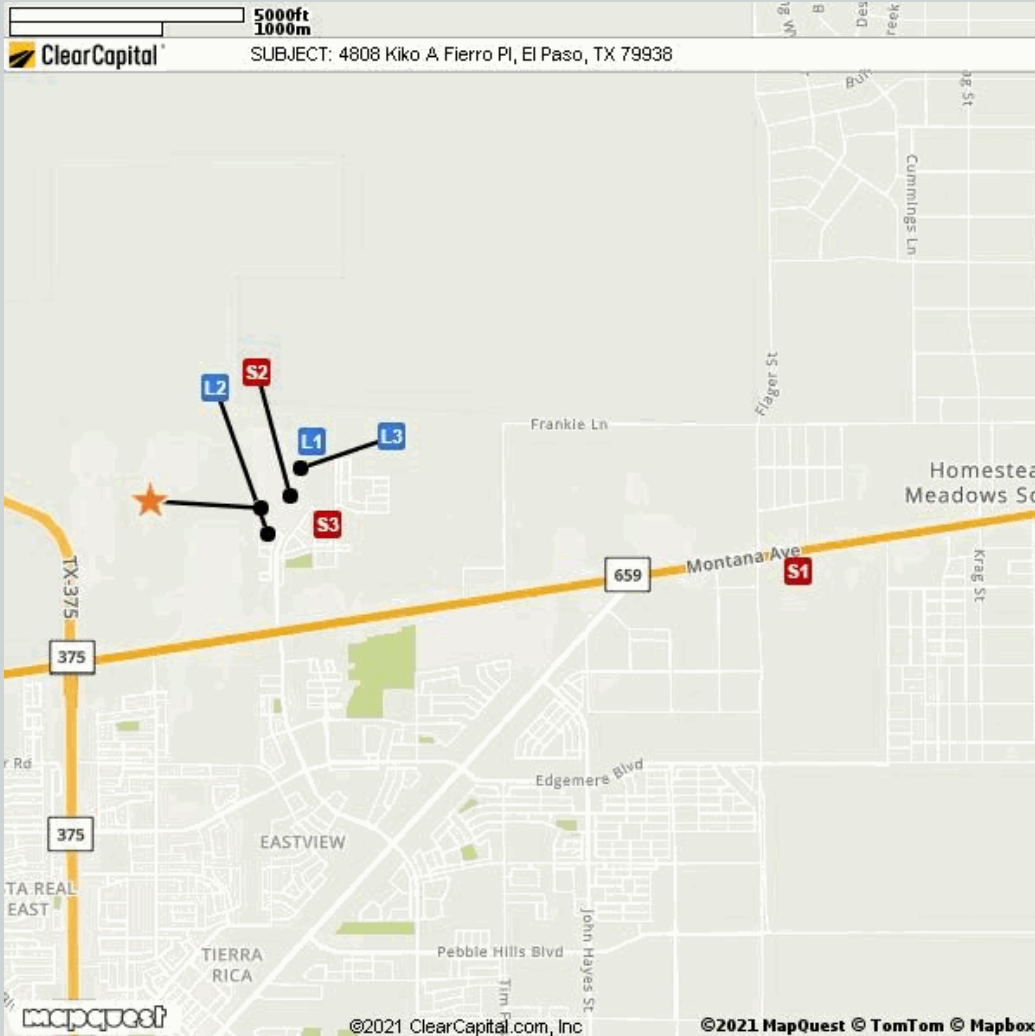 5000ft
1000m
ClearCapital
SUBJECT: 4808 Kiko A Fierro Pl, El Paso, TX 79938
Cummings Ln
Flager St
S2
L2
L1
L3
Frankie Ln
Homestea
Meadows So
S3
TX-375
659
Montana Ave
S1
Krag St
375
r Rd
Edgemere Blvd
375
EASTVIEW
TA REAL
EAST
TIERRA
RICA
Pebble Hills Blvd
John Hayes St
Tim
mapquest
©2021 ClearCapital.com, Inc
©2021 MapQuest © TomTom © Mapbox